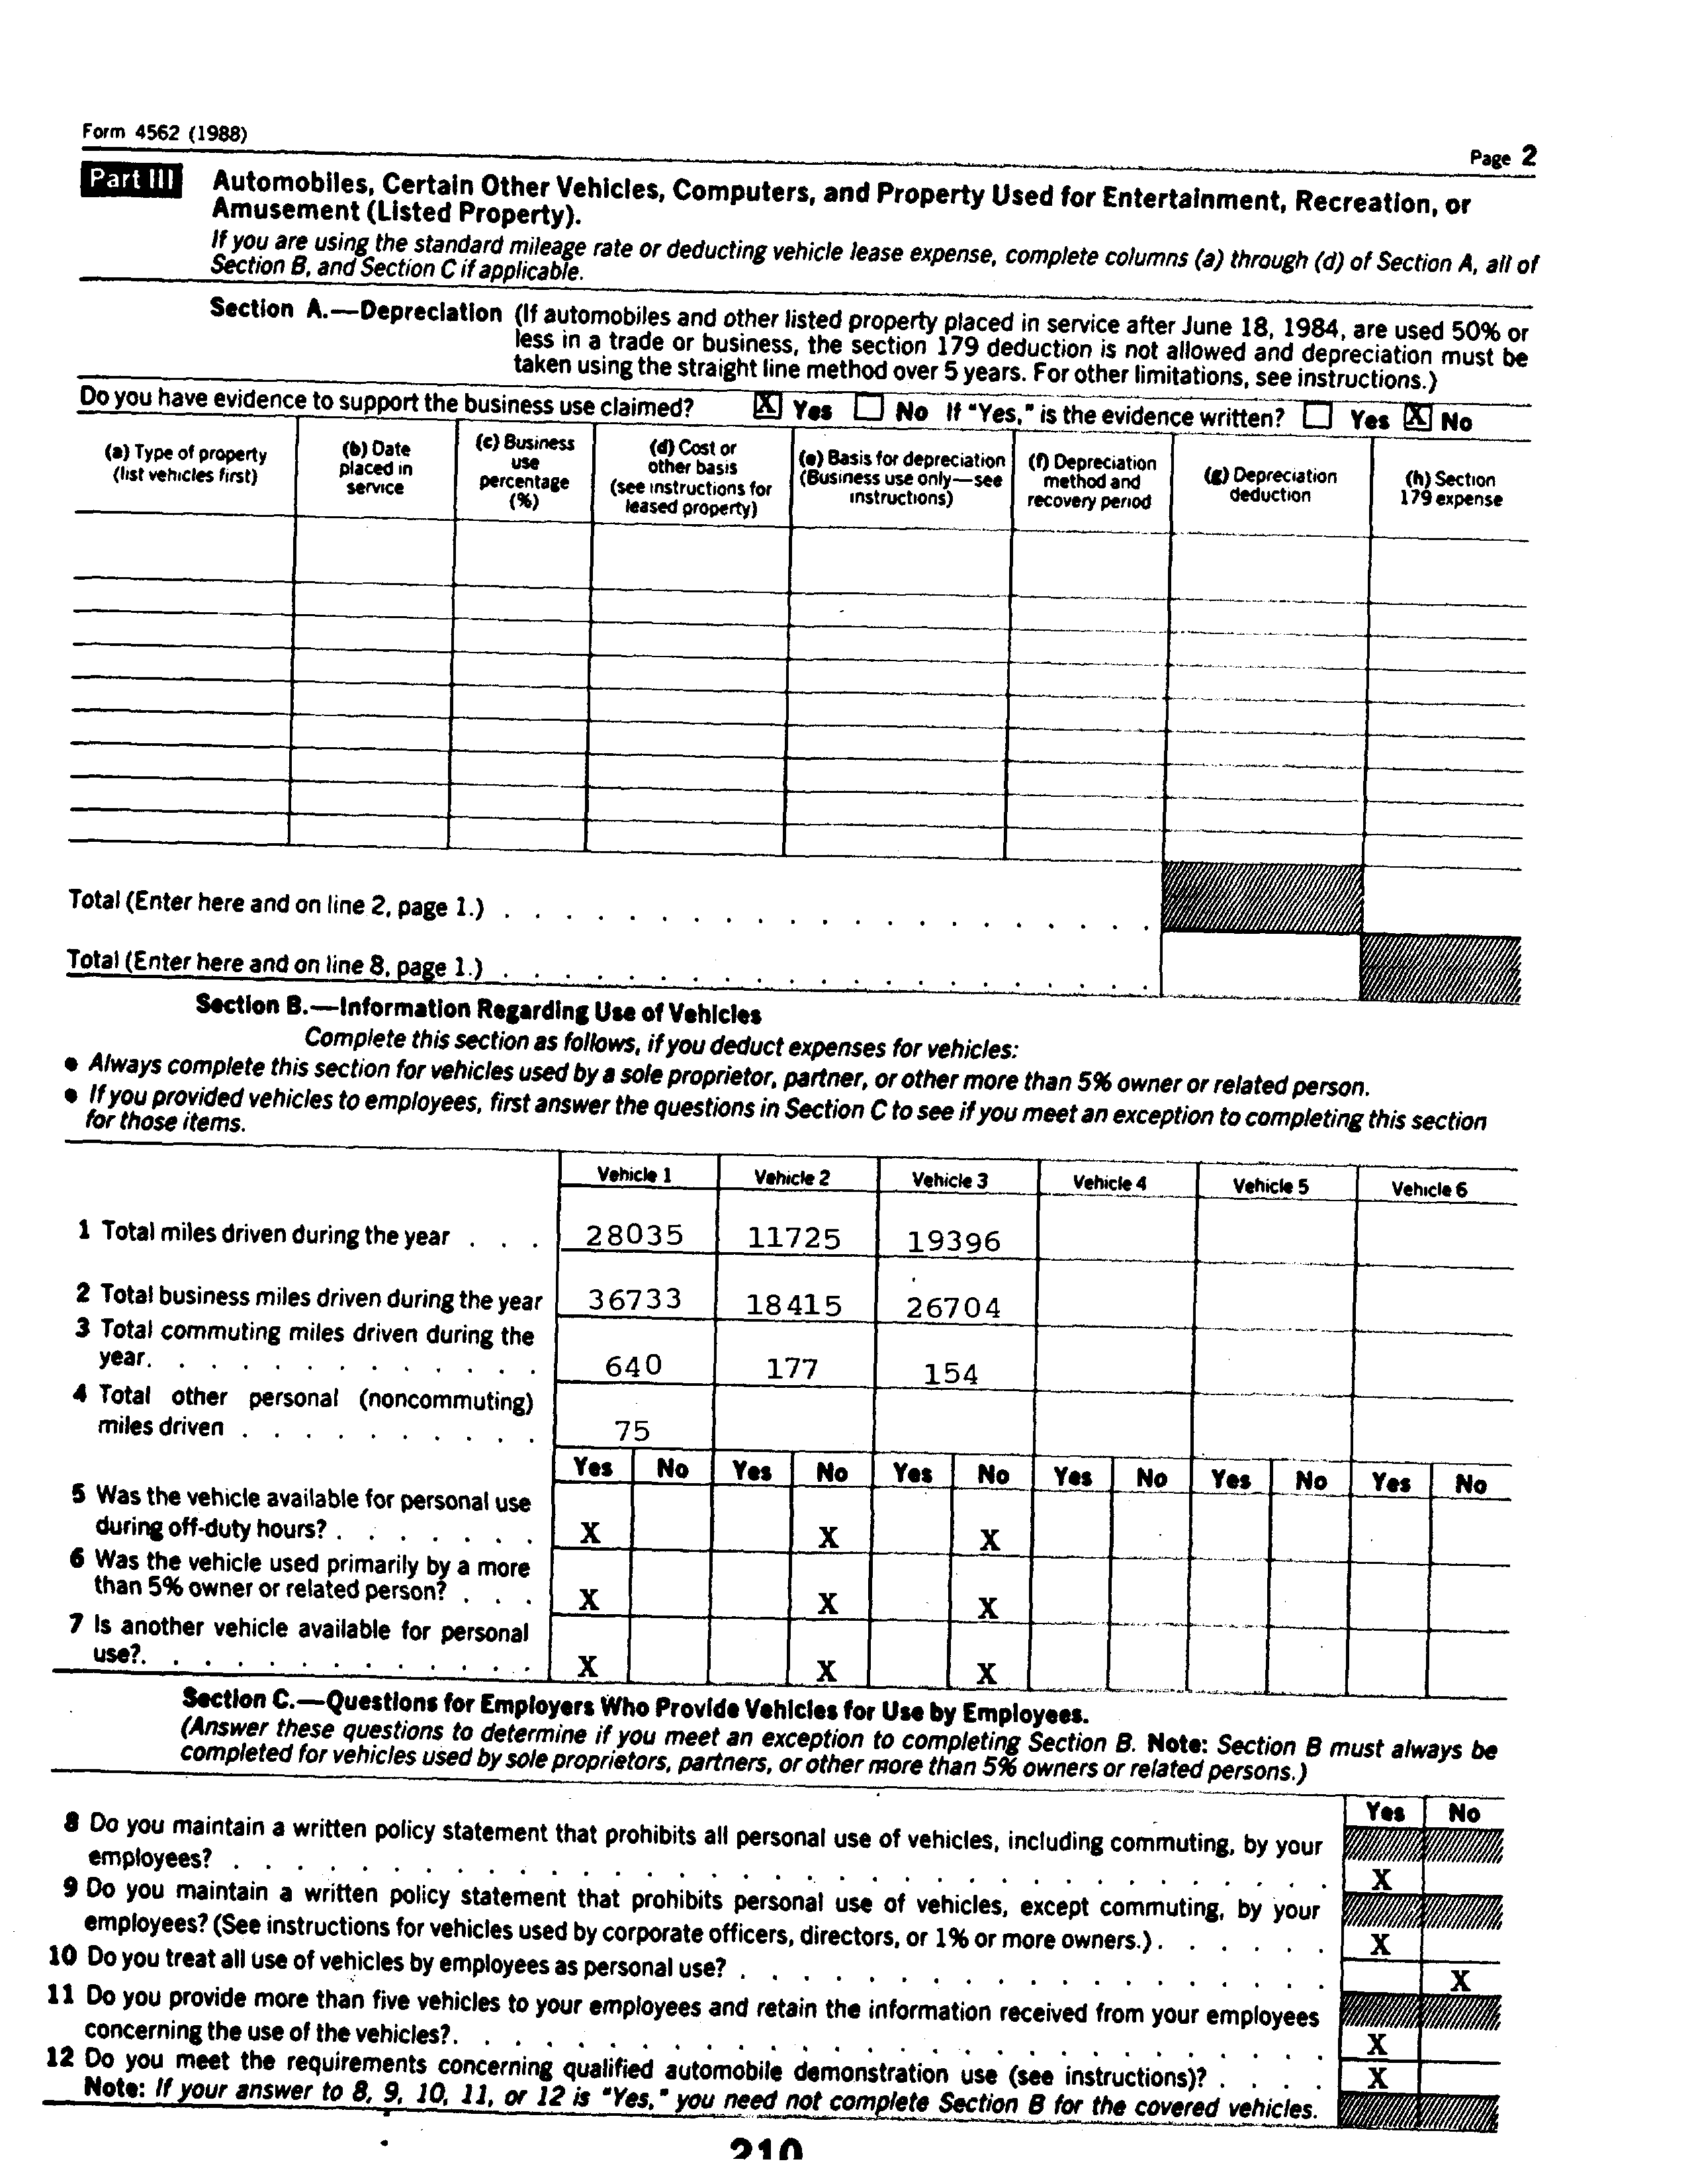 Form 4562 (1988)
Page 2
Part III Automobiles, Certain Other Vehicles, Computers, and Property Used for Entertainment, Recreation, or
Amusement (Listed Property).
If you are using the standard mileage rate or deducting vehicle lease expense, complete columns (a) through (d) of Section A, all of
Section B, and Section C if applicable.
Section A.—Depreciation (If automobiles and other listed property placed in service after June 18, 1984, are used 50% or
less in a trade or business, the section 179 deduction is not allowed and depreciation must be
taken using the straight line method over 5 years. For other limitations, see instructions.)
Do you have evidence to support the business use claimed? X Yes No If "Yes," is the evidence written? Yes X No
(a) Type of property
(list vehicles first)
(b) Date
placed in
service
(c) Business
use
percentage
(%)
(d) Cost or
other basis
(see instructions for
leased property)
(e) Basis for depreciation
(Business use only—see
instructions)
(f) Depreciation
method and
recovery period
(g) Depreciation
deduction
(h) Section
179 expense
Total (Enter here and on line 2, page 1.) . . . . . . . . . . . . . . . . . . . . .
Total (Enter here and on line 8, page 1.) . . . . . . . . . . . . . . . . . . . . .
Section B.—Information Regarding Use of Vehicles
Complete this section as follows, if you deduct expenses for vehicles:
● Always complete this section for vehicles used by a sole proprietor, partner, or other more than 5% owner or related person.
● If you provided vehicles to employees, first answer the questions in Section C to see if you meet an exception to completing this section
for those items.
Vehicle 1 Vehicle 2 Vehicle 3 Vehicle 4 Vehicle 5 Vehicle 6
1 Total miles driven during the year . . . 28035 11725 19396
2 Total business miles driven during the year 36733 18415 26704
3 Total commuting miles driven during the
year. . . . . . . . . . . . . 640 177 154
4 Total other personal (noncommuting)
miles driven . . . . . . . . . . 75
Yes No Yes No Yes No Yes No Yes No Yes No
5 Was the vehicle available for personal use
during off-duty hours? . . . . . . . X X X
6 Was the vehicle used primarily by a more
than 5% owner or related person? . . . X X X
7 Is another vehicle available for personal
use?. . . . . . . . . . . . . X X X
Section C.—Questions for Employers Who Provide Vehicles for Use by Employees.
(Answer these questions to determine if you meet an exception to completing Section B. Note: Section B must always be
completed for vehicles used by sole proprietors, partners, or other more than 5% owners or related persons.)
Yes No
8 Do you maintain a written policy statement that prohibits all personal use of vehicles, including commuting, by your
employees? . . . . . . . . . . . . . . . . . . . . . . . . . . . . . . . . . . X
9 Do you maintain a written policy statement that prohibits personal use of vehicles, except commuting, by your
employees? (See instructions for vehicles used by corporate officers, directors, or 1% or more owners.) . . . . . . X
10 Do you treat all use of vehicles by employees as personal use? . . . . . . . . . . . . . . . . . . . X
11 Do you provide more than five vehicles to your employees and retain the information received from your employees
concerning the use of the vehicles?. . . . . . . . . . . . . . . . . . . . . . . . . . . . X
12 Do you meet the requirements concerning qualified automobile demonstration use (see instructions)? . . . . X
Note: If your answer to 8, 9, 10, 11, or 12 is "Yes," you need not complete Section B for the covered vehicles.
210